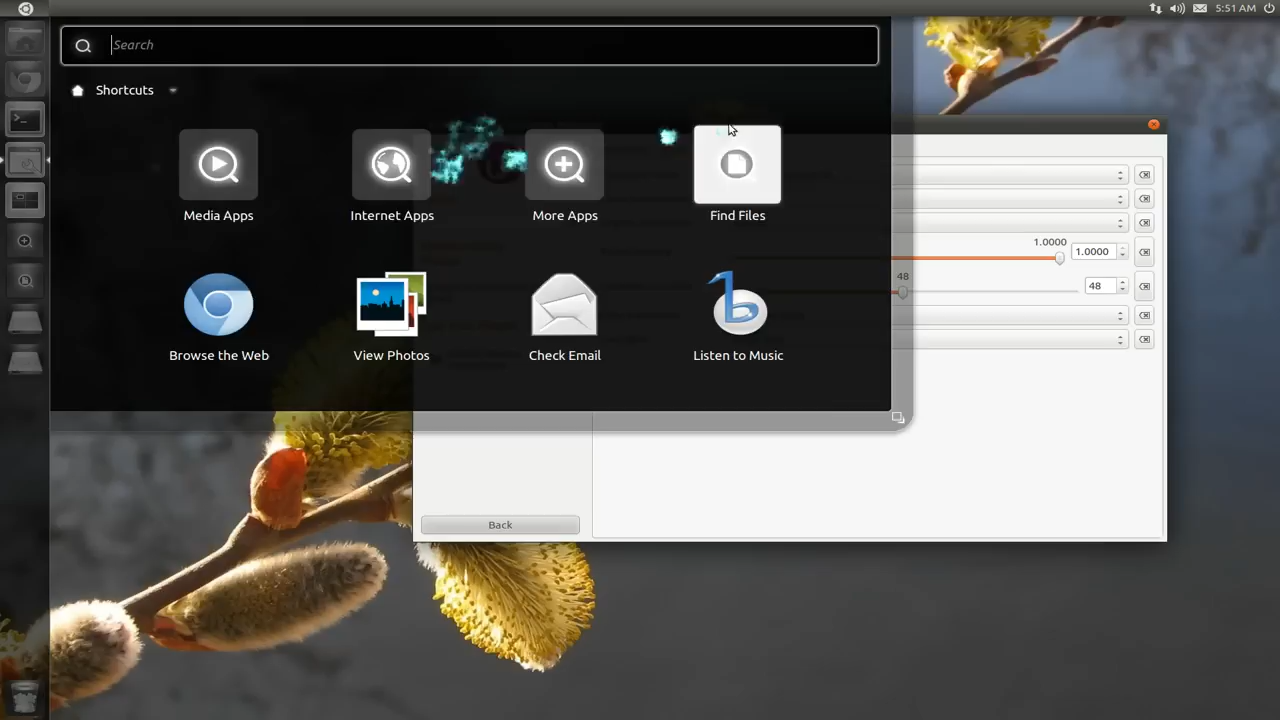 5:51 AM
Search
Shortcuts
Media Apps
Internet Apps
More Apps
Find Files
1.0000
1.0000
48
48
Browse the Web
View Photos
Check Email
Listen to Music
Back